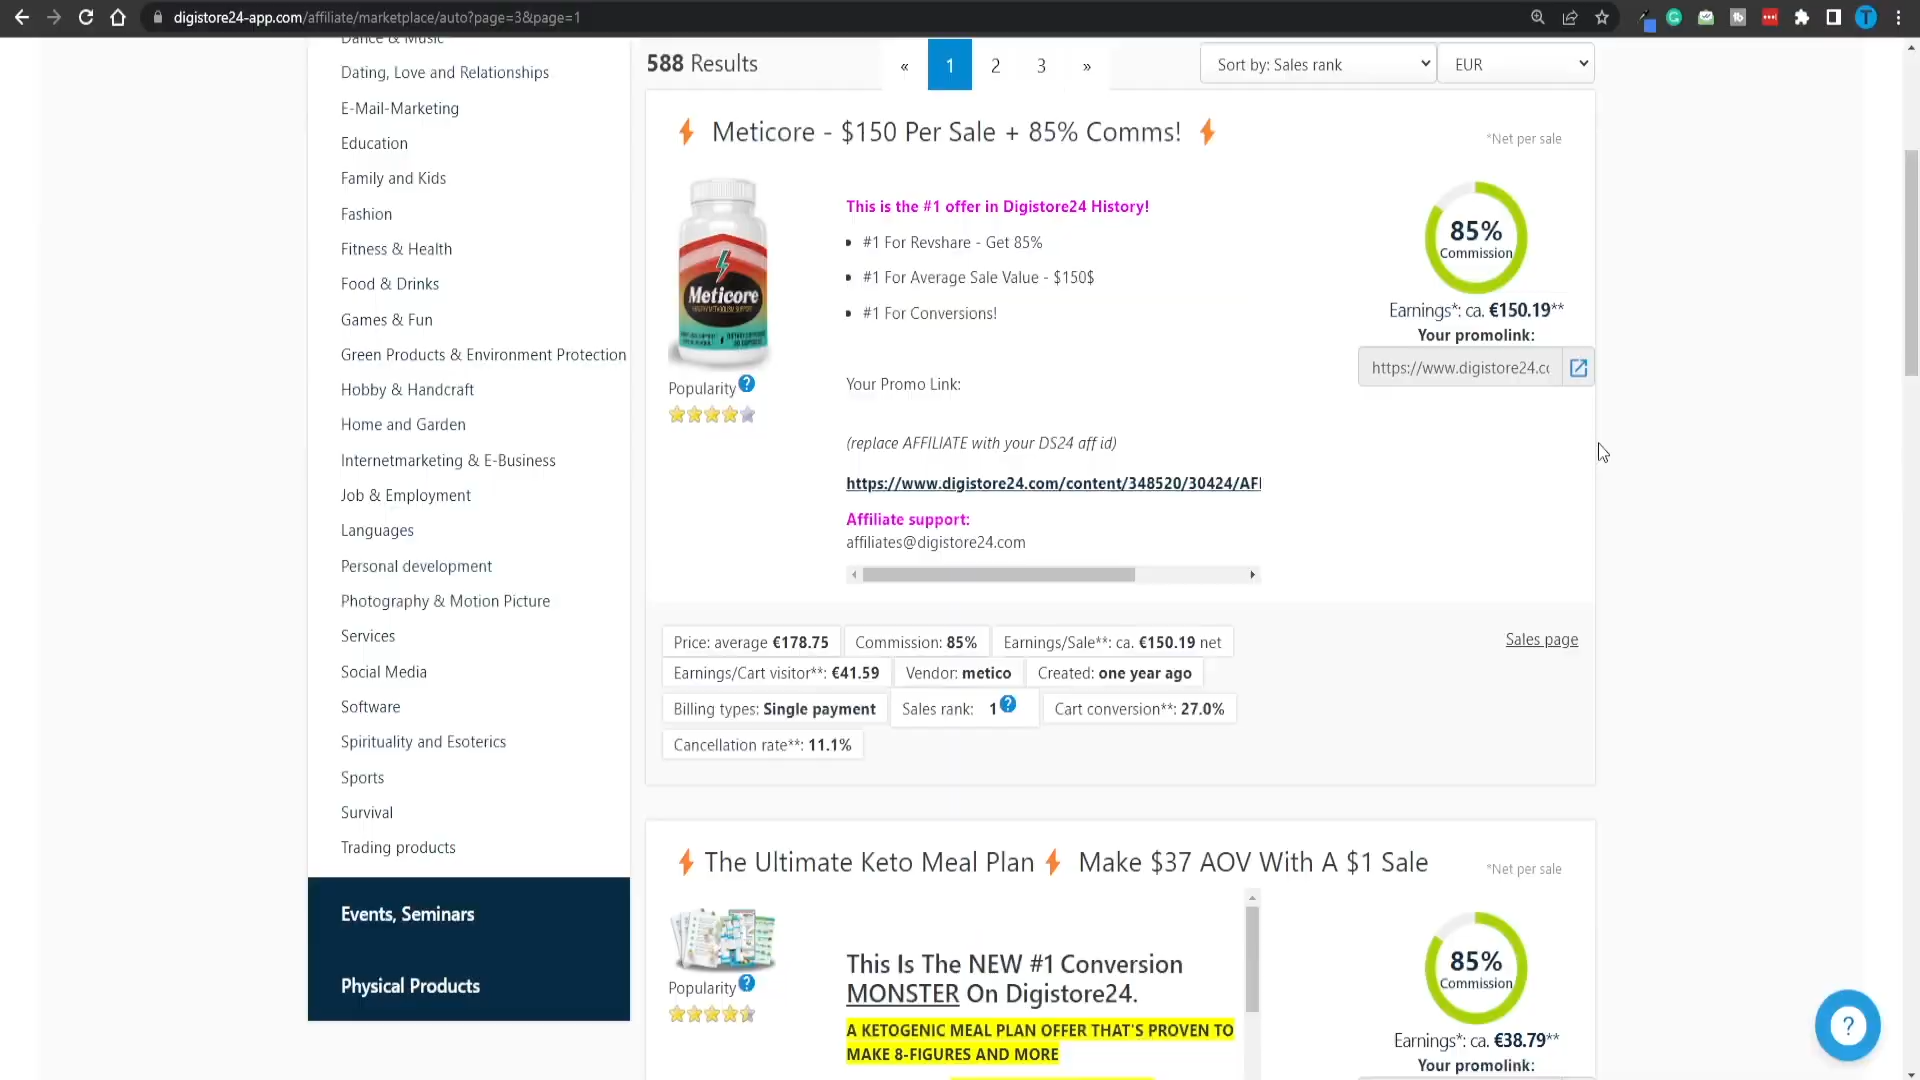 digistore24-app.com/affiliate/marketplace/auto?page=3&page=1
T
Dance & Music
Dating, Love and Relationships
E-Mail-Marketing
Education
Family and Kids
Fashion
Fitness & Health
Food & Drinks
Games & Fun
Green Products & Environment Protection
Hobby & Handcraft
Home and Garden
Internetmarketing & E-Business
Job & Employment
Languages
Personal development
Photography & Motion Picture
Services
Social Media
Software
Spirituality and Esoterics
Sports
Survival
Trading products
Events, Seminars
Physical Products
588 Results
« 1 2 3 »
Sort by: Sales rank
EUR
Meticore - $150 Per Sale + 85% Comms!
*Net per sale
Meticore
Popularity ?
This is the #1 offer in Digistore24 History!
#1 For Revshare - Get 85%
#1 For Average Sale Value - $150$
#1 For Conversions!
Your Promo Link:
(replace AFFILIATE with your DS24 aff id)
https://www.digistore24.com/content/348520/30424/AFI
Affiliate support:
affiliates@digistore24.com
85%
Commission
Earnings*: ca. €150.19**
Your promolink:
https://www.digistore24.cc
Price: average €178.75
Commission: 85%
Earnings/Sale**: ca. €150.19 net
Earnings/Cart visitor**: €41.59
Vendor: metico
Created: one year ago
Billing types: Single payment
Sales rank: 1 ?
Cart conversion**: 27.0%
Cancellation rate**: 11.1%
Sales page
The Ultimate Keto Meal Plan Make $37 AOV With A $1 Sale
*Net per sale
Popularity ?
This Is The NEW #1 Conversion
MONSTER On Digistore24.
A KETOGENIC MEAL PLAN OFFER THAT'S PROVEN TO
MAKE 8-FIGURES AND MORE
85%
Commission
Earnings*: ca. €38.79**
Your promolink:
?